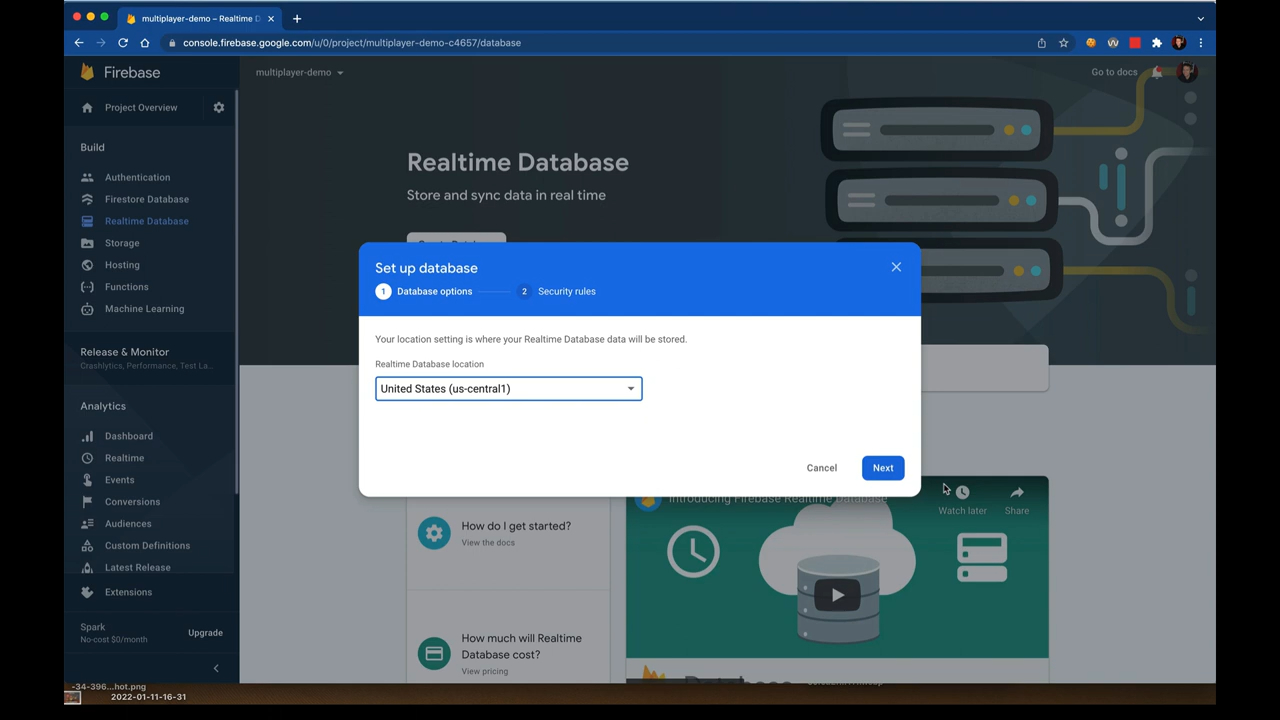 multiplayer-demo – Realtime D
console.firebase.google.com/u/0/project/multiplayer-demo-c4657/database
Firebase
multiplayer-demo
Go to docs
Project Overview
Build
Authentication
Firestore Database
Realtime Database
Storage
Hosting
Functions
Machine Learning
Release & Monitor
Crashlytics, Performance, Test La...
Analytics
Dashboard
Realtime
Events
Conversions
Audiences
Custom Definitions
Latest Release
Extensions
Spark
No-cost $0/month
Upgrade
Realtime Database
Store and sync data in real time
Set up database
1 Database options
2 Security rules
Your location setting is where your Realtime Database data will be stored.
Realtime Database location
United States (us-central1)
Cancel
Next
How do I get started?
View the docs
How much will Realtime
Database cost?
View pricing
Introducing Firebase Realtime Database
Watch later
Share
-34-396...hot.png
2022-01-11-16-31